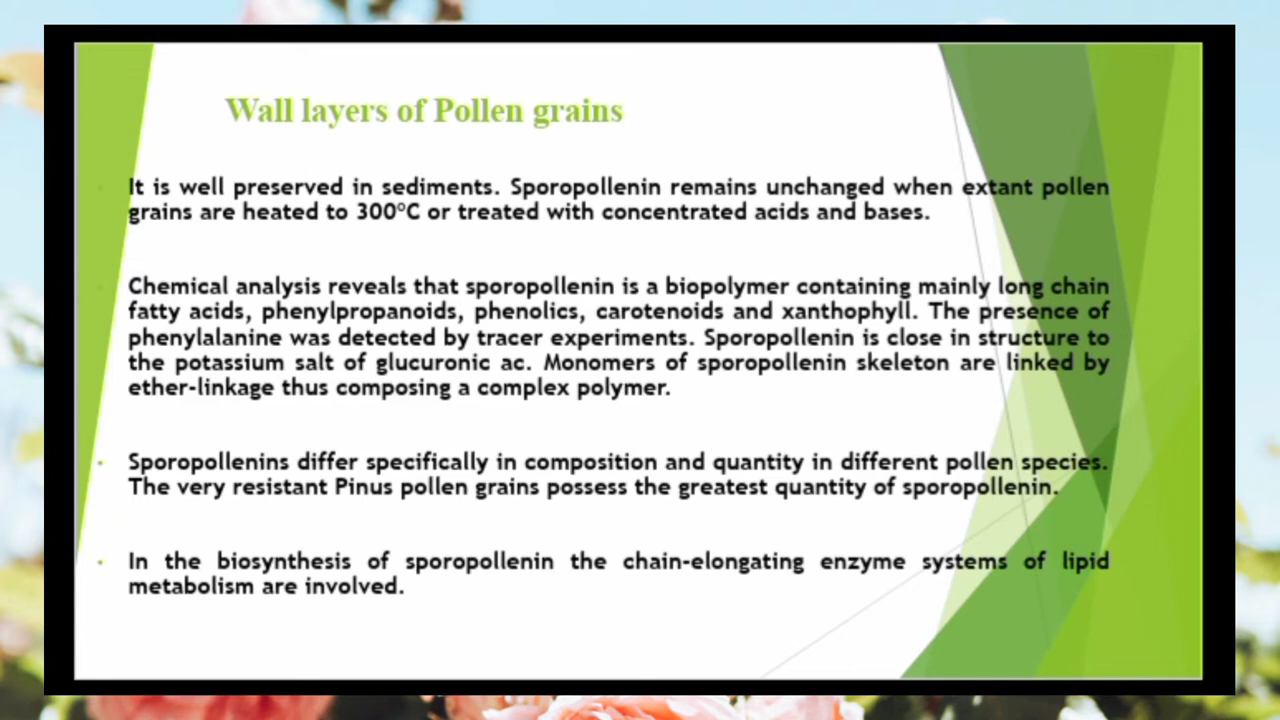 Wall layers of Pollen grains
It is well preserved in sediments. Sporopollenin remains unchanged when extant pollen
grains are heated to 300°C or treated with concentrated acids and bases.
Chemical analysis reveals that sporopollenin is a biopolymer containing mainly long chain
fatty acids, phenylpropanoids, phenolics, carotenoids and xanthophyll. The presence of
phenylalanine was detected by tracer experiments. Sporopollenin is close in structure to
the potassium salt of glucuronic ac. Monomers of sporopollenin skeleton are linked by
ether-linkage thus composing a complex polymer.
Sporopollenins differ specifically in composition and quantity in different pollen species.
The very resistant Pinus pollen grains possess the greatest quantity of sporopollenin.
In the biosynthesis of sporopollenin the chain-elongating enzyme systems of lipid
metabolism are involved.